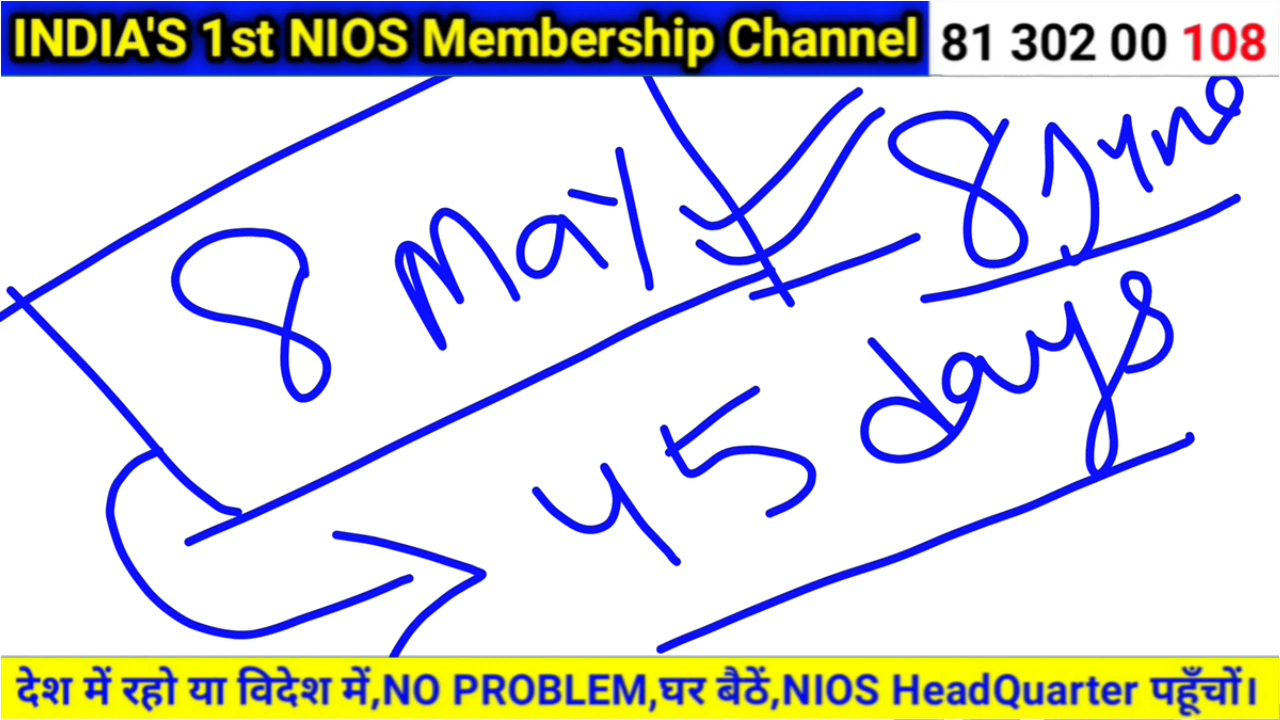 INDIA'S 1st NIOS Membership Channel 81 302 00 108
8 May 8 June
45 days
देश में रहो या विदेश में,NO PROBLEM,घर बैठें,NIOS HeadQuarter पहूँचों।